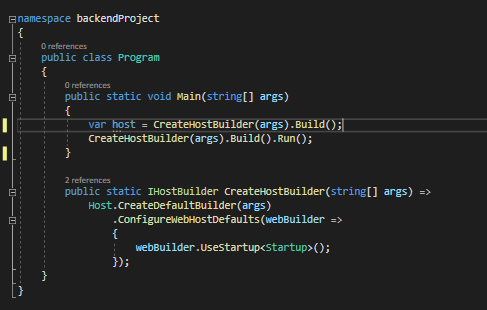 namespace backendProject
{
0 references
public class Program
{
0 references
public static void Main(string[] args)
{
var host = CreateHostBuilder(args).Build();
CreateHostBuilder(args).Build().Run();
}
2 references
public static IHostBuilder CreateHostBuilder(string[] args) =>
Host.CreateDefaultBuilder(args)
.ConfigureWebHostDefaults(webBuilder =>
{
webBuilder.UseStartup<Startup>();
});
}
}